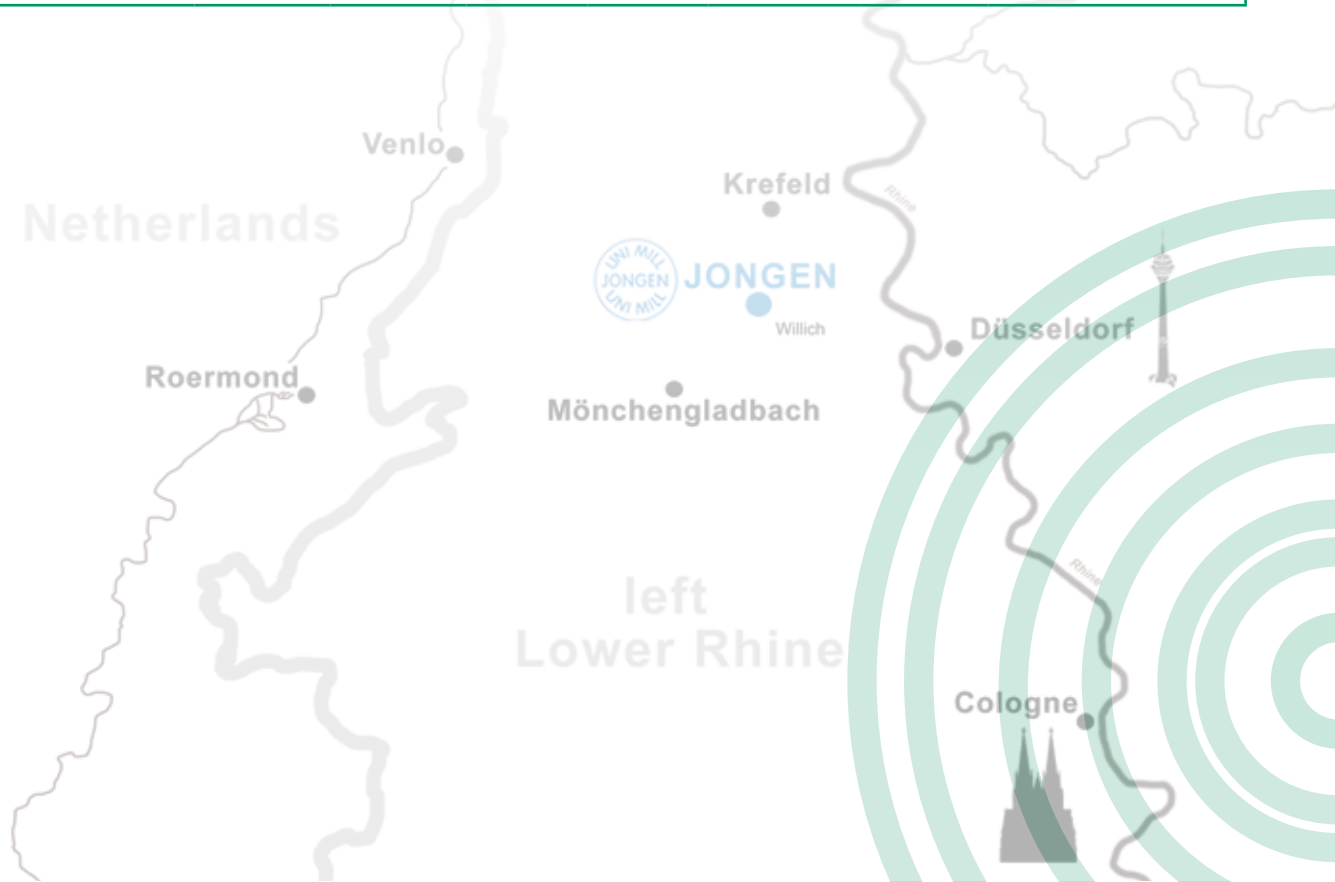 Venlo
Krefeld
Rhine
Netherlands
UNI MILL
JONGEN
UNI MILL
JONGEN
Willich
Düsseldorf
Roermond
Mönchengladbach
Rhine
left
Lower Rhine
Cologne